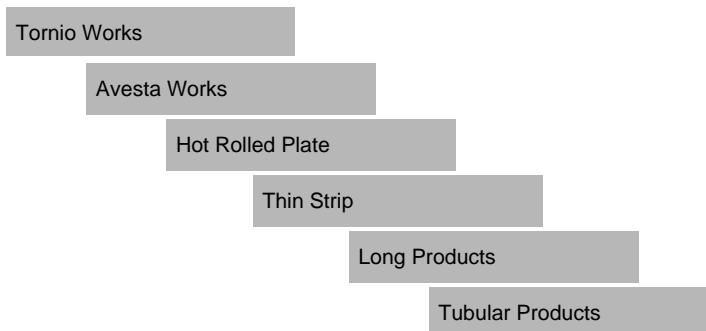 Tornio Works
Avesta Works
Hot Rolled Plate
Thin Strip
Long Products
Tubular Products